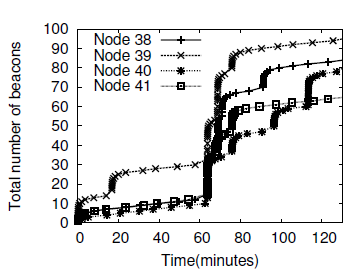 Total number of beacons
100
90
80
70
60
50
40
30
20
10
0
Node 38
Node 39
Node 40
Node 41
0 20 40 60 80 100 120
Time(minutes)